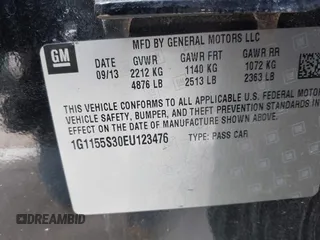 GM
MFD BY GENERAL MOTORS LLC
DATE GVWR GAWR FRT GAWR RR
09/13 2212 KG 1140 KG 1072 KG
4876 LB 2513 LB 2363 LB
THIS VEHICLE CONFORMS TO ALL APPLICABLE U.S. FEDERAL MOTOR
VEHICLE SAFETY, BUMPER, AND THEFT PREVENTION STANDARDS IN
EFFECT ON THE DATE OF MANUFACTURE SHOWN ABOVE.
1G1155S30EU123476 TYPE: PASS CAR
DREAMBID